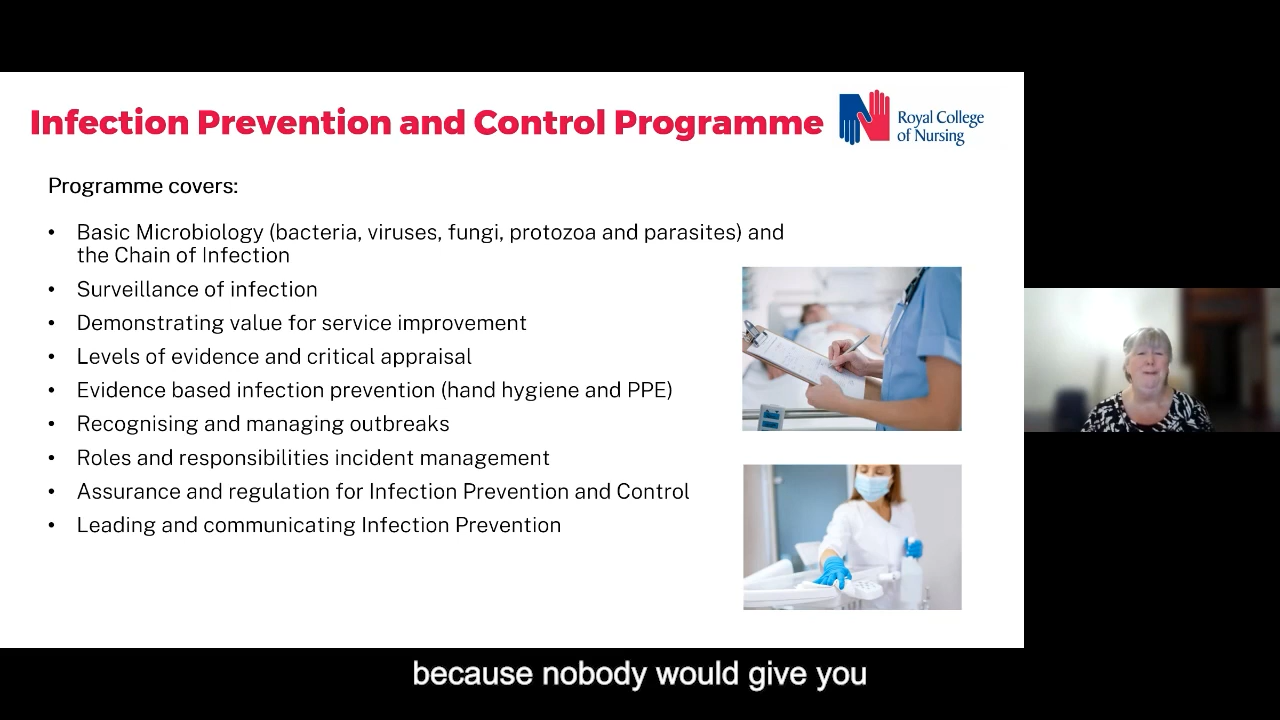 Infection Prevention and Control Programme
Royal College
of Nursing
Programme covers:
• Basic Microbiology (bacteria, viruses, fungi, protozoa and parasites) and
the Chain of Infection
• Surveillance of infection
• Demonstrating value for service improvement
• Levels of evidence and critical appraisal
• Evidence based infection prevention (hand hygiene and PPE)
• Recognising and managing outbreaks
• Roles and responsibilities incident management
• Assurance and regulation for Infection Prevention and Control
• Leading and communicating Infection Prevention
because nobody would give you